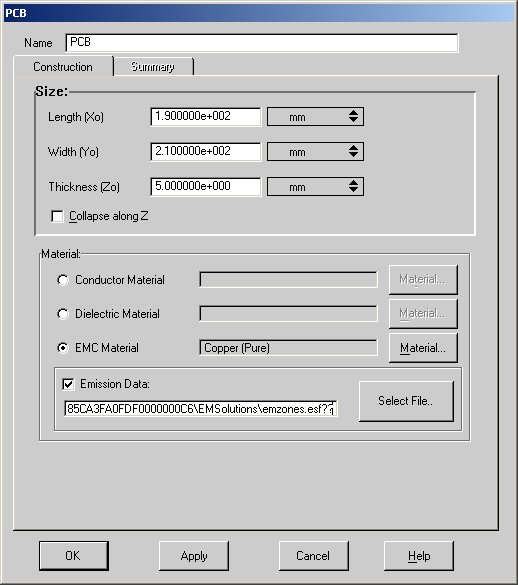 PCB
Name PCB
Construction Summary
Size:
Length (Xo) 1.900000e+002 mm
Width (Yo) 2.100000e+002 mm
Thickness (Zo) 5.000000e+000 mm
Collapse along Z
Material:
Conductor Material Material...
Dielectric Material Material...
EMC Material Copper (Pure) Material...
Emission Data:
85CA3FA0FDF0000000C6\EMSolutions\emzones.esf?
Select File..
OK Apply Cancel Help